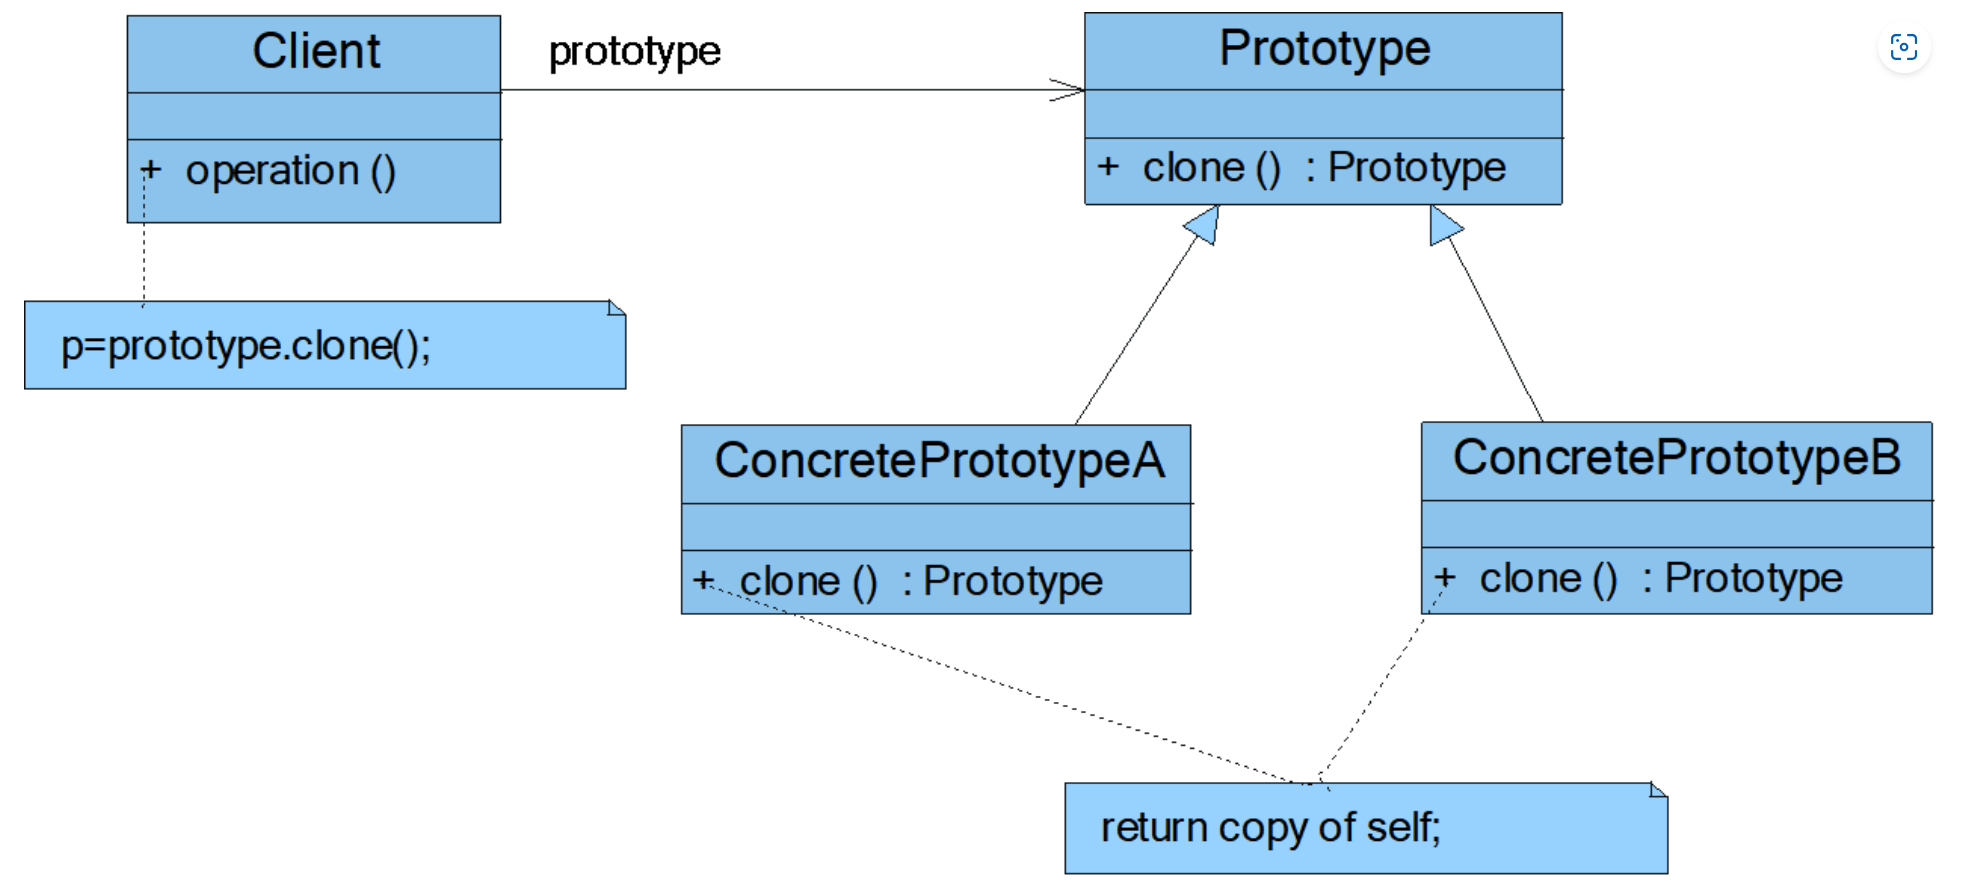 Client
prototype
Prototype
+ operation ()
+ clone () : Prototype
p=prototype.clone();
ConcretePrototypeA
ConcretePrototypeB
+ clone () : Prototype
+ clone () : Prototype
return copy of self;